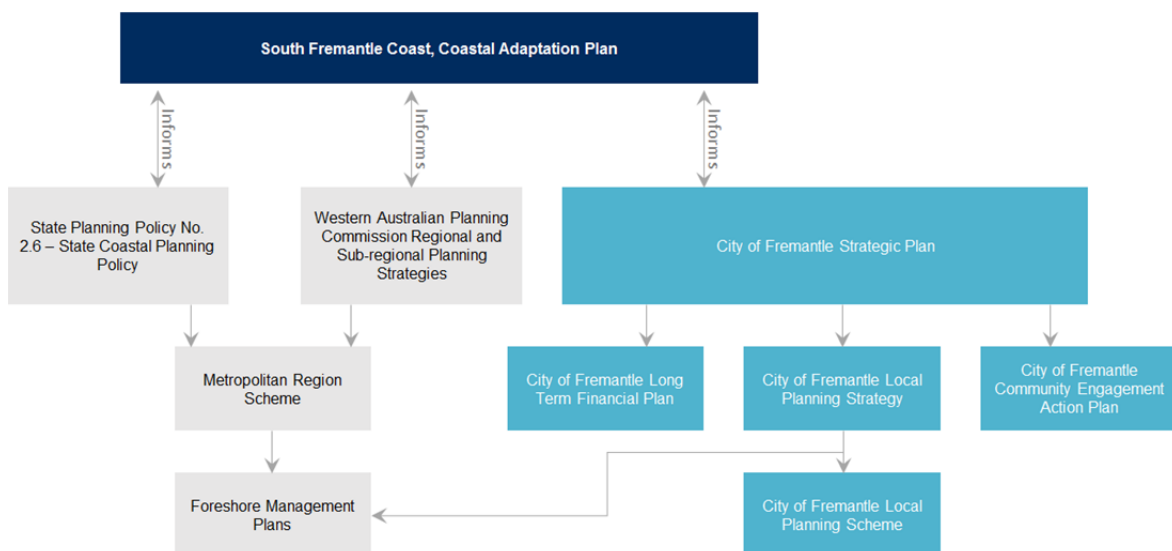 South Fremantle Coast, Coastal Adaptation Plan
Informs
Informs
Informs
State Planning Policy No.
2.6 – State Coastal Planning
Policy
Western Australian Planning
Commission Regional and
Sub-regional Planning
Strategies
City of Fremantle Strategic Plan
Metropolitan Region
Scheme
City of Fremantle Long
Term Financial Plan
City of Fremantle Local
Planning Strategy
City of Fremantle
Community Engagement
Action Plan
Foreshore Management
Plans
City of Fremantle Local
Planning Scheme